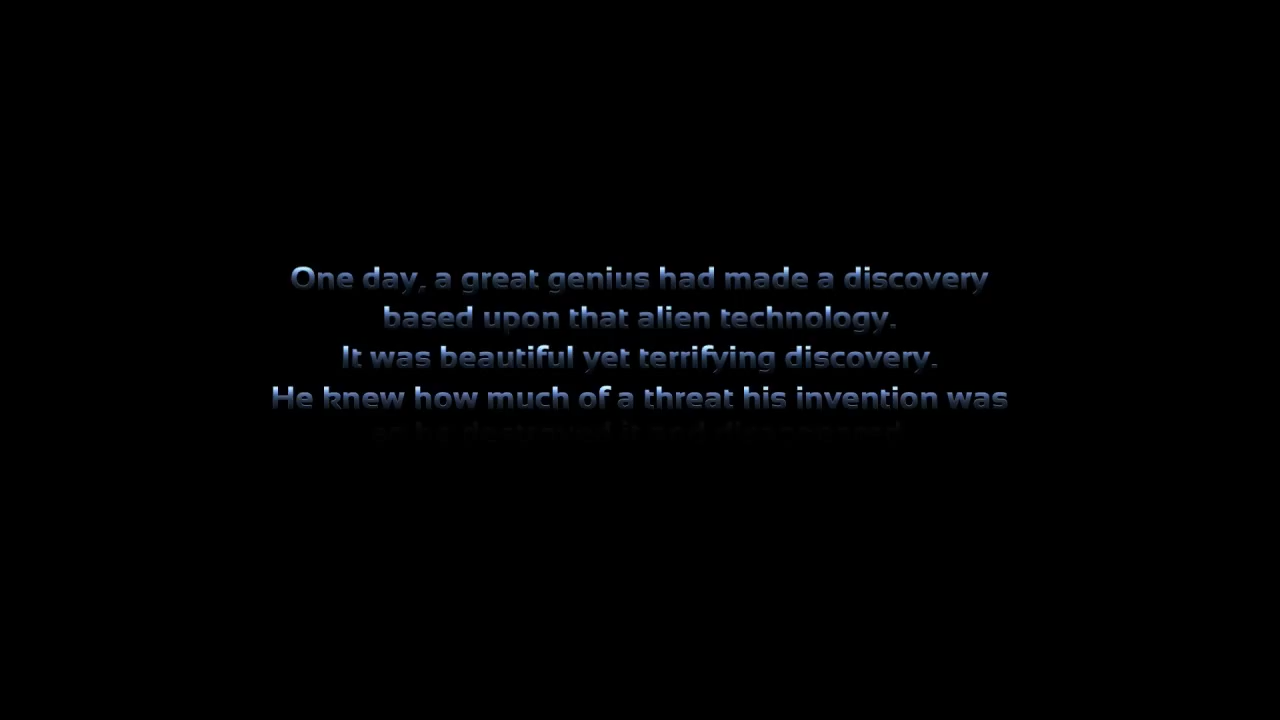 One day, a great genius had made a discovery
based upon that alien technology.
It was beautiful yet terrifying discovery.
He knew how much of a threat his invention was
so he destroyed it and disappeared.